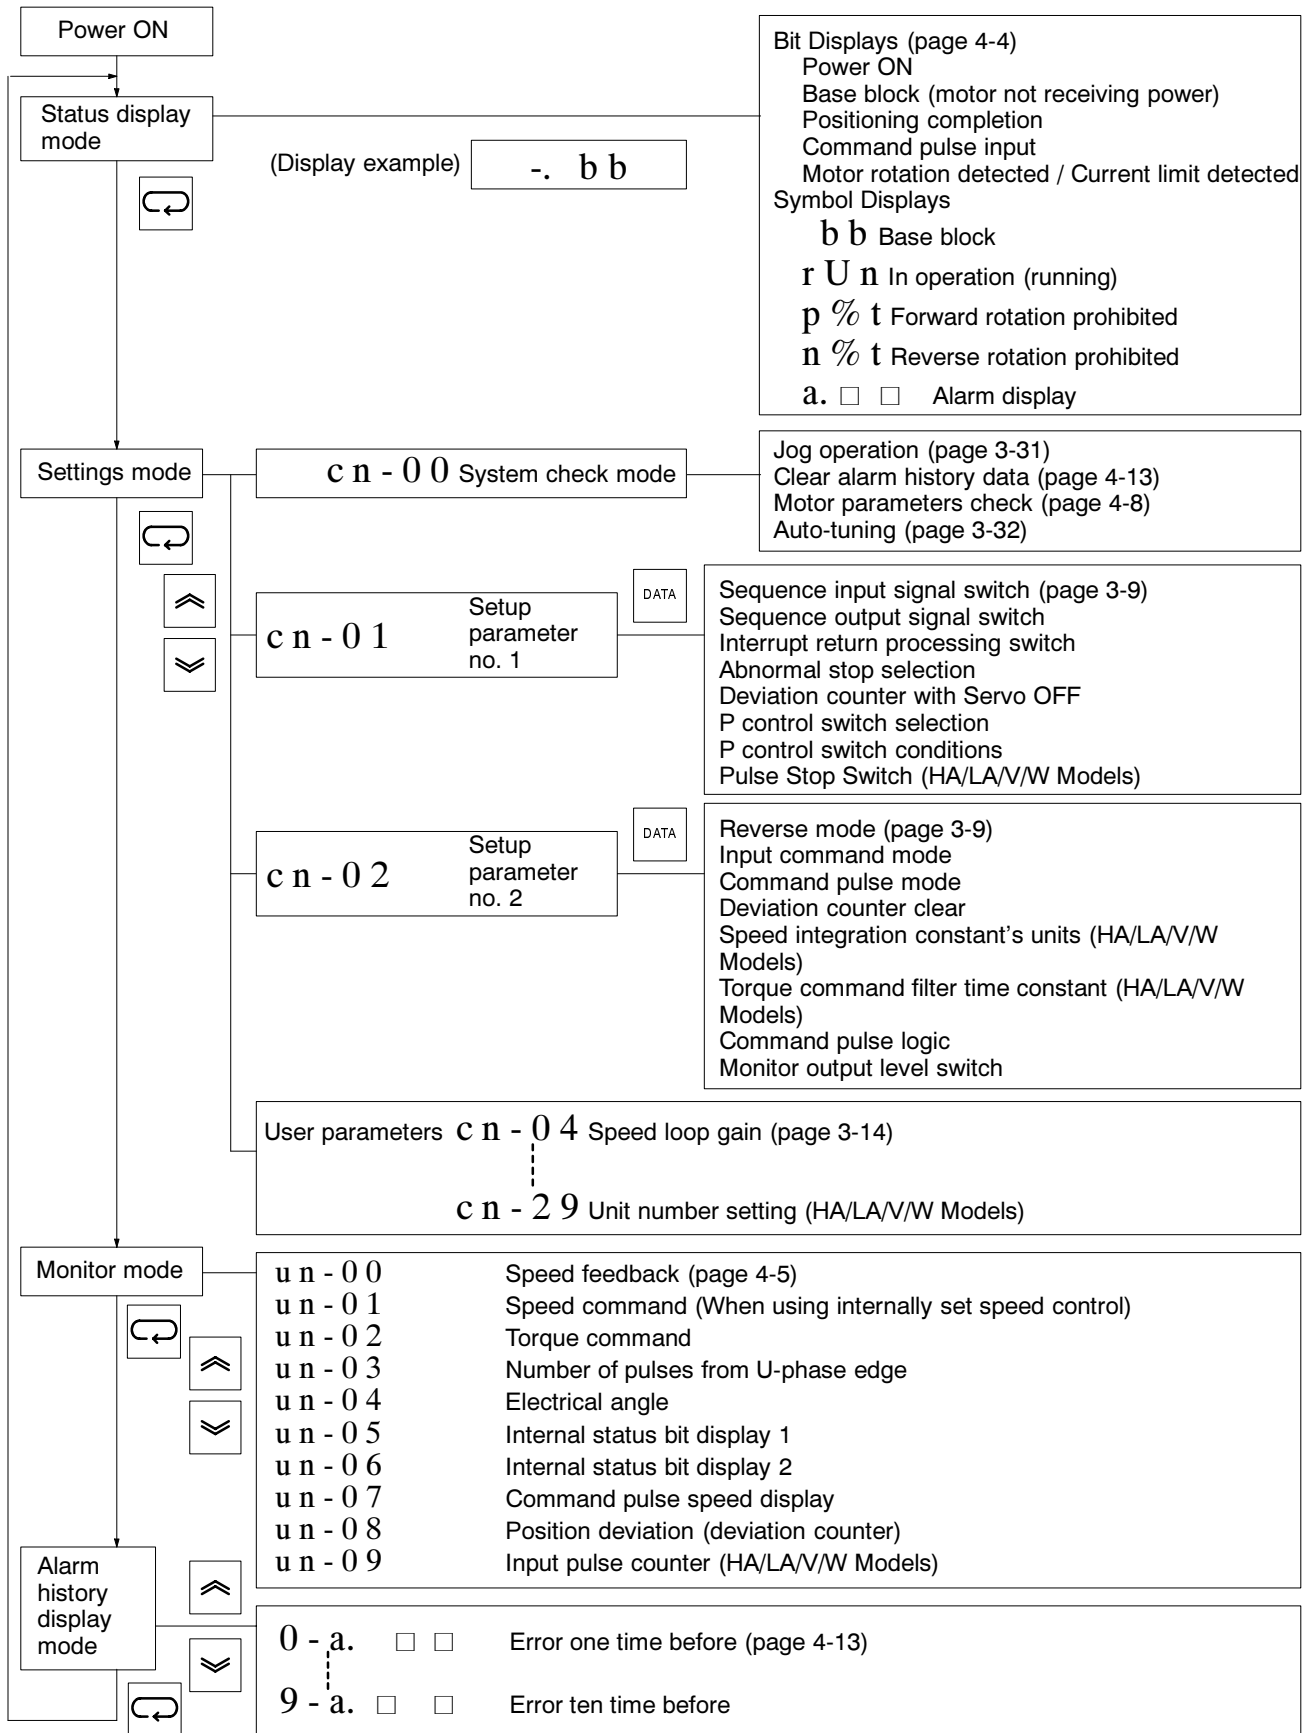 Power ON
Status display
mode
(Display example)
-. b b
Bit Displays (page 4-4)
Power ON
Base block (motor not receiving power)
Positioning completion
Command pulse input
Motor rotation detected / Current limit detected
Symbol Displays
b b Base block
r U n In operation (running)
p % t Forward rotation prohibited
n % t Reverse rotation prohibited
a. □ □ Alarm display
Settings mode
c n - 0 0 System check mode
Jog operation (page 3-31)
Clear alarm history data (page 4-13)
Motor parameters check (page 4-8)
Auto-tuning (page 3-32)
c n - 0 1
Setup
parameter
no. 1
DATA
Sequence input signal switch (page 3-9)
Sequence output signal switch
Interrupt return processing switch
Abnormal stop selection
Deviation counter with Servo OFF
P control switch selection
P control switch conditions
Pulse Stop Switch (HA/LA/V/W Models)
c n - 0 2
Setup
parameter
no. 2
DATA
Reverse mode (page 3-9)
Input command mode
Command pulse mode
Deviation counter clear
Speed integration constant's units (HA/LA/V/W
Models)
Torque command filter time constant (HA/LA/V/W
Models)
Command pulse logic
Monitor output level switch
User parameters c n - 0 4 Speed loop gain (page 3-14)
c n - 2 9 Unit number setting (HA/LA/V/W Models)
Monitor mode
u n - 0 0 Speed feedback (page 4-5)
u n - 0 1 Speed command (When using internally set speed control)
u n - 0 2 Torque command
u n - 0 3 Number of pulses from U-phase edge
u n - 0 4 Electrical angle
u n - 0 5 Internal status bit display 1
u n - 0 6 Internal status bit display 2
u n - 0 7 Command pulse speed display
u n - 0 8 Position deviation (deviation counter)
u n - 0 9 Input pulse counter (HA/LA/V/W Models)
Alarm
history
display
mode
0 - a. □ □ Error one time before (page 4-13)
9 - a. □ □ Error ten time before